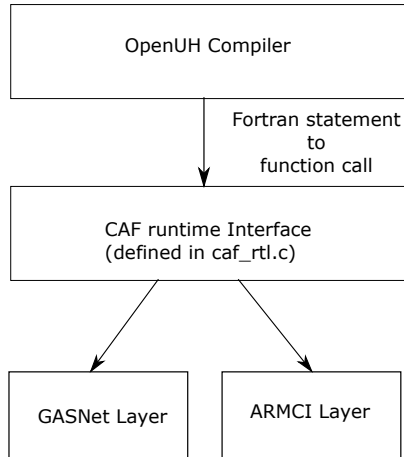 OpenUH Compiler
Fortran statement
to
function call
CAF runtime Interface
(defined in caf_rtl.c)
GASNet Layer
ARMCI Layer